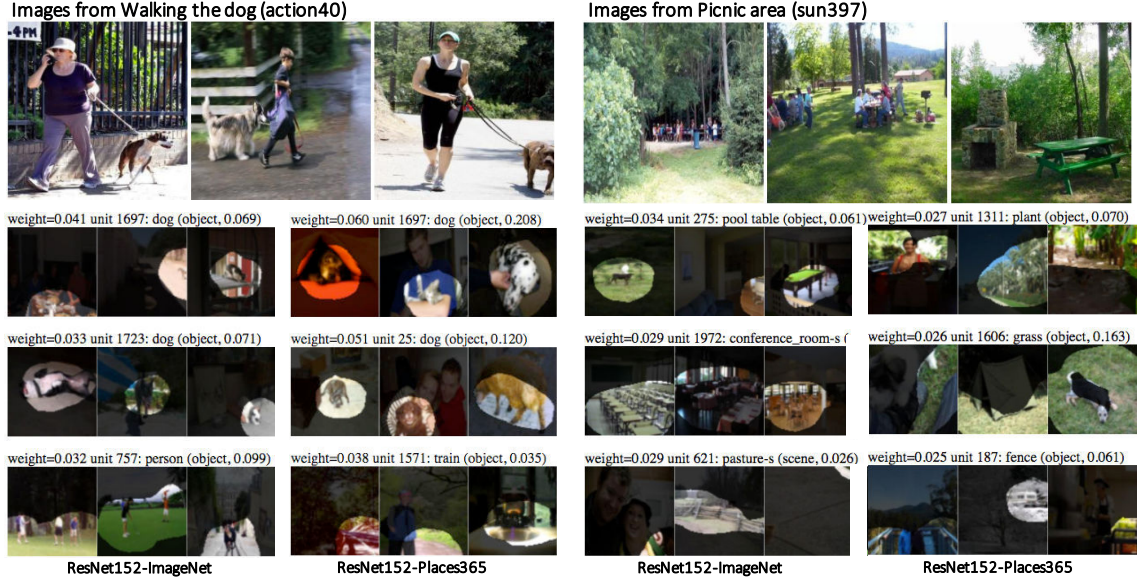 Images from Walking the dog (action40)
Images from Picnic area (sun397)
4PM
weight=0.041 unit 1697: dog (object, 0.069)
weight=0.060 unit 1697: dog (object, 0.208)
weight=0.034 unit 275: pool table (object, 0.061)
weight=0.027 unit 1311: plant (object, 0.070)
weight=0.033 unit 1723: dog (object, 0.071)
weight=0.051 unit 25: dog (object, 0.120)
weight=0.029 unit 1972: conference_room-s (
weight=0.026 unit 1606: grass (object, 0.163)
weight=0.032 unit 757: person (object, 0.099)
weight=0.038 unit 1571: train (object, 0.035)
weight=0.029 unit 621: pasture-s (scene, 0.026)
weight=0.025 unit 187: fence (object, 0.061)
ResNet152-ImageNet
ResNet152-Places365
ResNet152-ImageNet
ResNet152-Places365